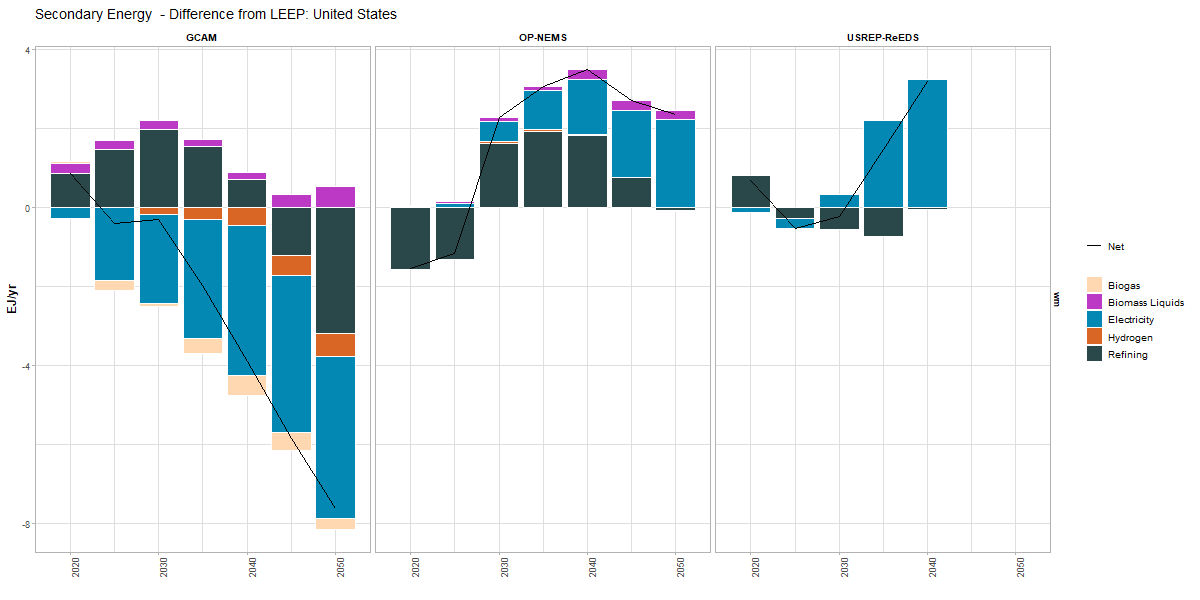 Secondary Energy  - Difference from LEEP: United States
GCAM
OP-NEMS
USREP-ReEDS
EJ/yr
4
0
-4
-8
2020
2030
2040
2050
2020
2030
2040
2050
2020
2030
2040
2050
wm
Net
Biogas
Biomass Liquids
Electricity
Hydrogen
Refining